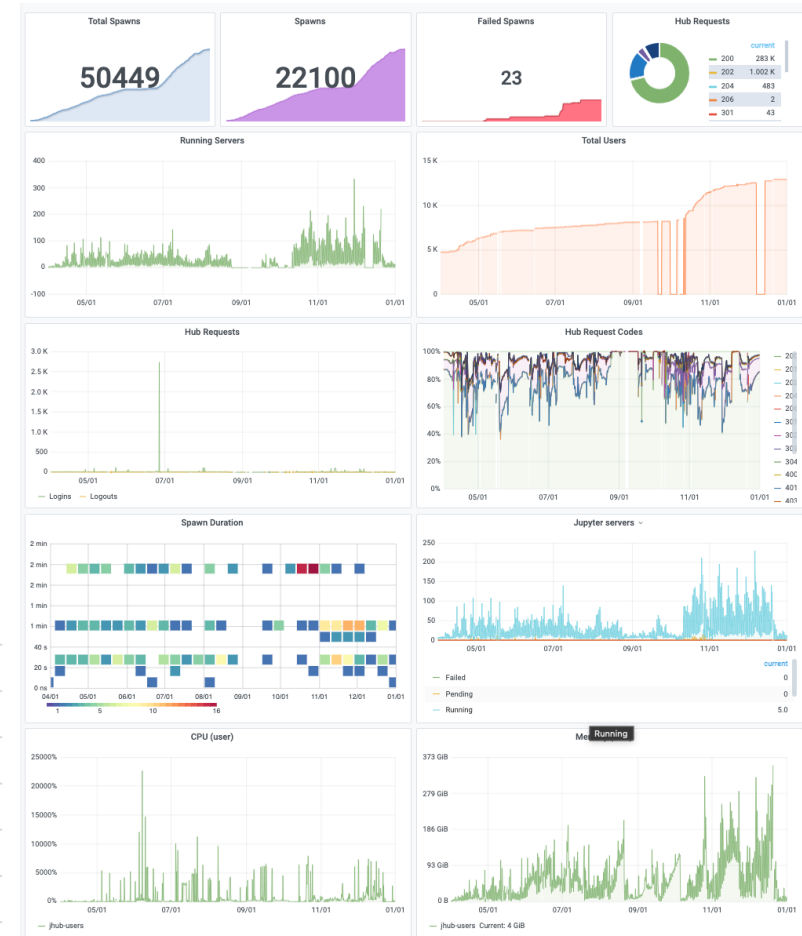 Total Spawns
50449
Spawns
22100
Failed Spawns
23
Hub Requests
current
200 283 K
202 1.002 K
204 483
206 2
301 43
Running Servers
400
300
200
100
0
-100
05/01 07/01 09/01 11/01 01/01
Total Users
15 K
10 K
5 K
0
05/01 07/01 09/01 11/01 01/01
Hub Requests
3.0 K
2.5 K
2.0 K
1.5 K
1.0 K
500
0
05/01 07/01 09/01 11/01 01/01
Logins Logouts
Hub Request Codes
100%
80%
60%
40%
20%
0%
05/01 07/01 09/01 11/01 01/01
304
400
401
403
Spawn Duration
2 min
2 min
2 min
1 min
1 min
40 s
20 s
0 ns
04/01 05/01 06/01 07/01 08/01 09/01 10/01 11/01 12/01 01/01
1 5 10 16
Jupyter servers
250
200
150
100
50
0
05/01 07/01 09/01 11/01 01/01
current
Failed 0
Pending 0
Running 5.0
CPU (user)
25000%
20000%
15000%
10000%
5000%
0%
05/01 07/01 09/01 11/01 01/01
jhub-users
Running
373 GiB
279 GiB
186 GiB
93 GiB
0 B
05/01 07/01 09/01 11/01 01/01
jhub-users Current: 4 GiB